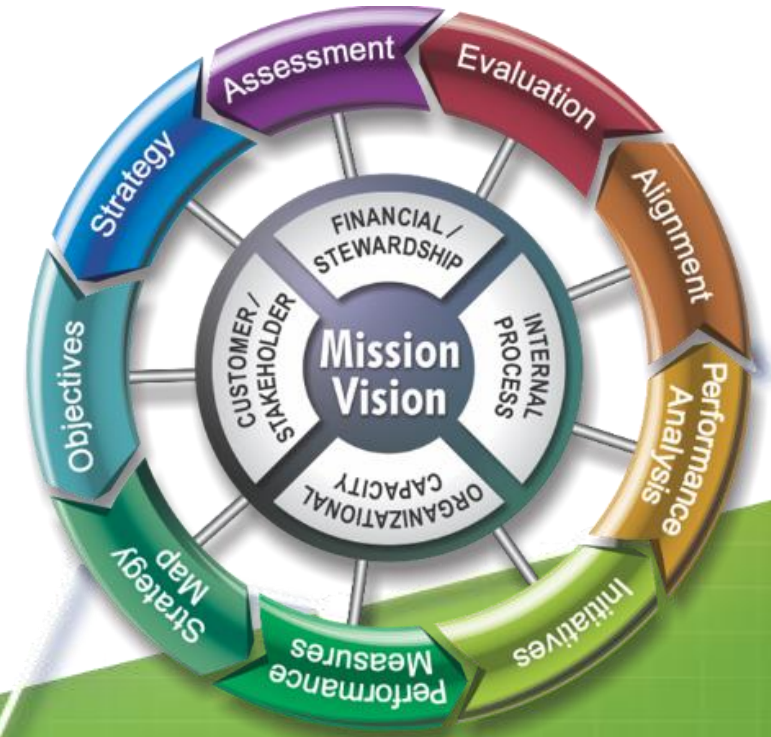 Assessment
Evaluation
Alignment
Performance
Analysis
Initiatives
Performance
Measures
Strategy
Map
Objectives
Strategy
FINANCIAL /
STEWARDSHIP
INTERNAL
PROCESS
ORGANIZATIONAL
CAPACITY
CUSTOMER /
STAKEHOLDER
Mission
Vision